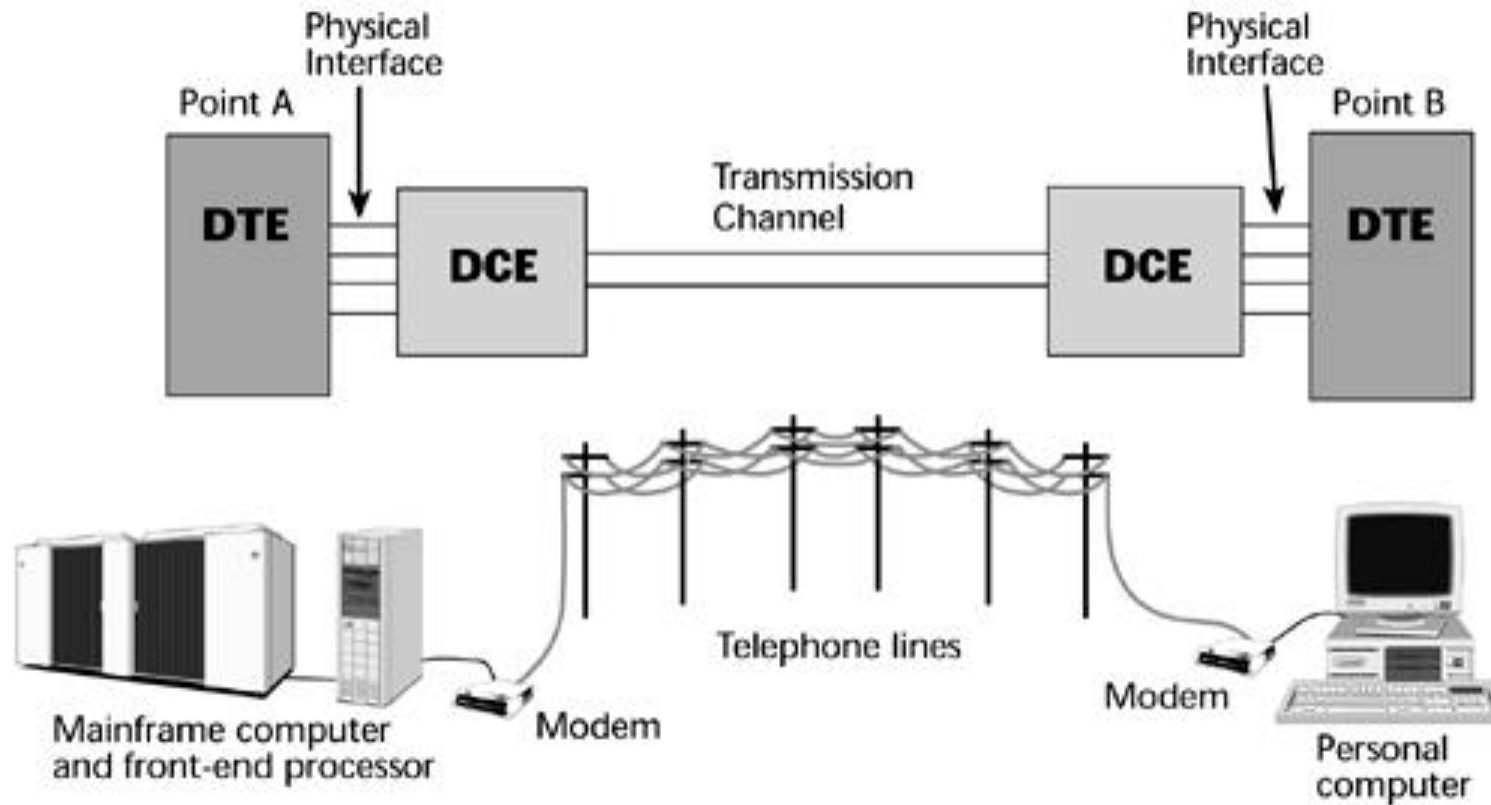 Physical
Interface
Physical
Interface
Point A
Point B
Transmission
Channel
DTE
DCE
DCE
DTE
Telephone lines
Modem
Modem
Mainframe computer
and front-end processor
Personal
computer